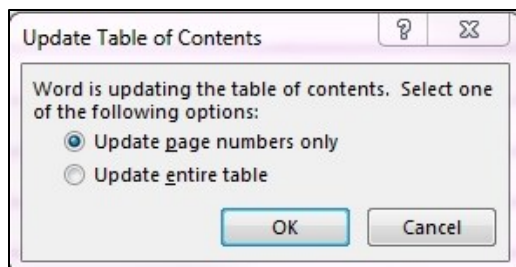 Update Table of Contents
?
Word is updating the table of contents. Select one
of the following options:
Update page numbers only
Update entire table
OK Cancel